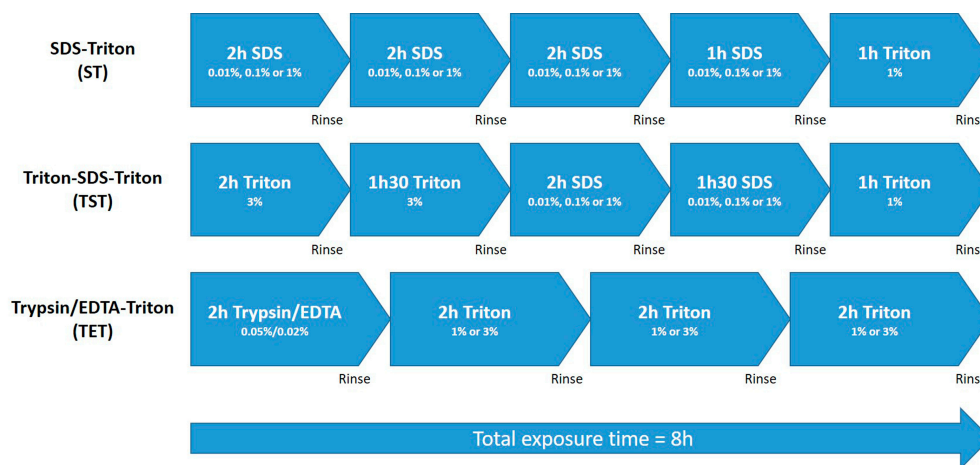 SDS-Triton
(ST)
2h SDS
0.01%, 0.1% or 1%
2h SDS
0.01%, 0.1% or 1%
2h SDS
0.01%, 0.1% or 1%
1h SDS
0.01%, 0.1% or 1%
1h Triton
1%
Rinse
Rinse
Rinse
Rinse
Rins
Triton-SDS-Triton
(TST)
2h Triton
3%
1h30 Triton
3%
2h SDS
0.01%, 0.1% or 1%
1h30 SDS
0.01%, 0.1% or 1%
1h Triton
1%
Rinse
Rinse
Rinse
Rinse
Rins
Trypsin/EDTA-Triton
(TET)
2h Trypsin/EDTA
0.05%/0.02%
2h Triton
1% or 3%
2h Triton
1% or 3%
2h Triton
1% or 3%
Rinse
Rinse
Rinse
Rins
Total exposure time = 8h